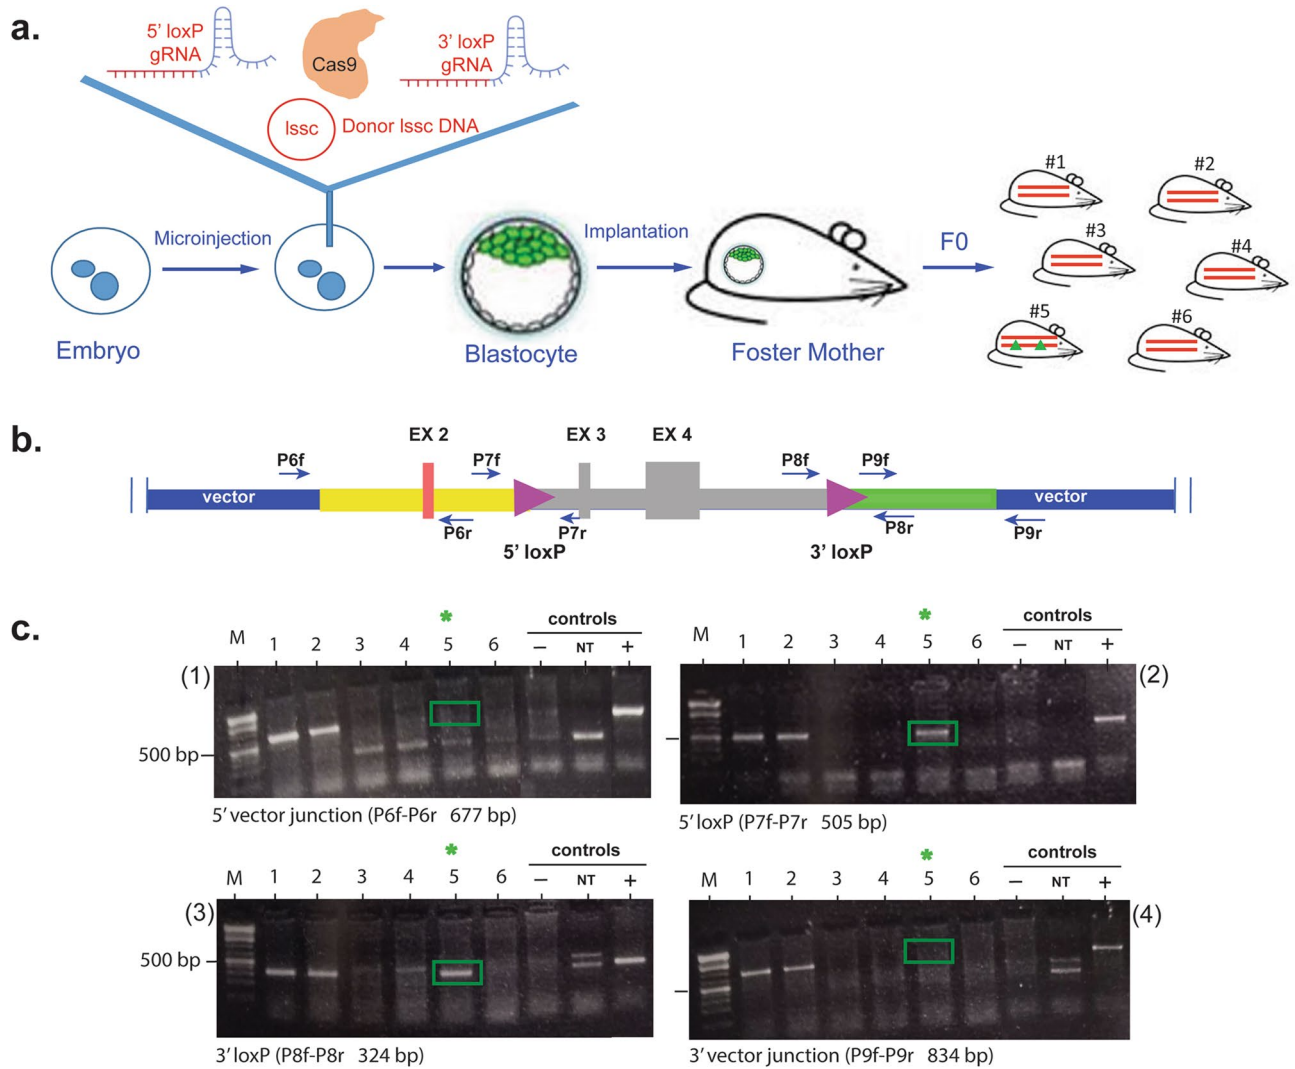 a.
5’ loxP
gRNA
Cas9
3’ loxP
gRNA
lssc
Donor lssc DNA
Microinjection
Implantation
F0
#1
#2
#3
#4
#5
#6
Embryo
Blastocyte
Foster Mother
b.
EX 2
EX 3
EX 4
P6f
P7f
P8f
P9f
vector
vector
P6r
P7r
P8r
P9r
5’ loxP
3’ loxP
c.
*
controls
M 1 2 3 4 5 6 – NT +
(1)
500 bp
5’ vector junction (P6f-P6r 677 bp)
*
controls
M 1 2 3 4 5 6 – NT +
(2)
5’ loxP (P7f-P7r 505 bp)
*
controls
M 1 2 3 4 5 6 – NT +
(3)
500 bp
3’ loxP (P8f-P8r 324 bp)
*
controls
M 1 2 3 4 5 6 – NT +
(4)
3’ vector junction (P9f-P9r 834 bp)